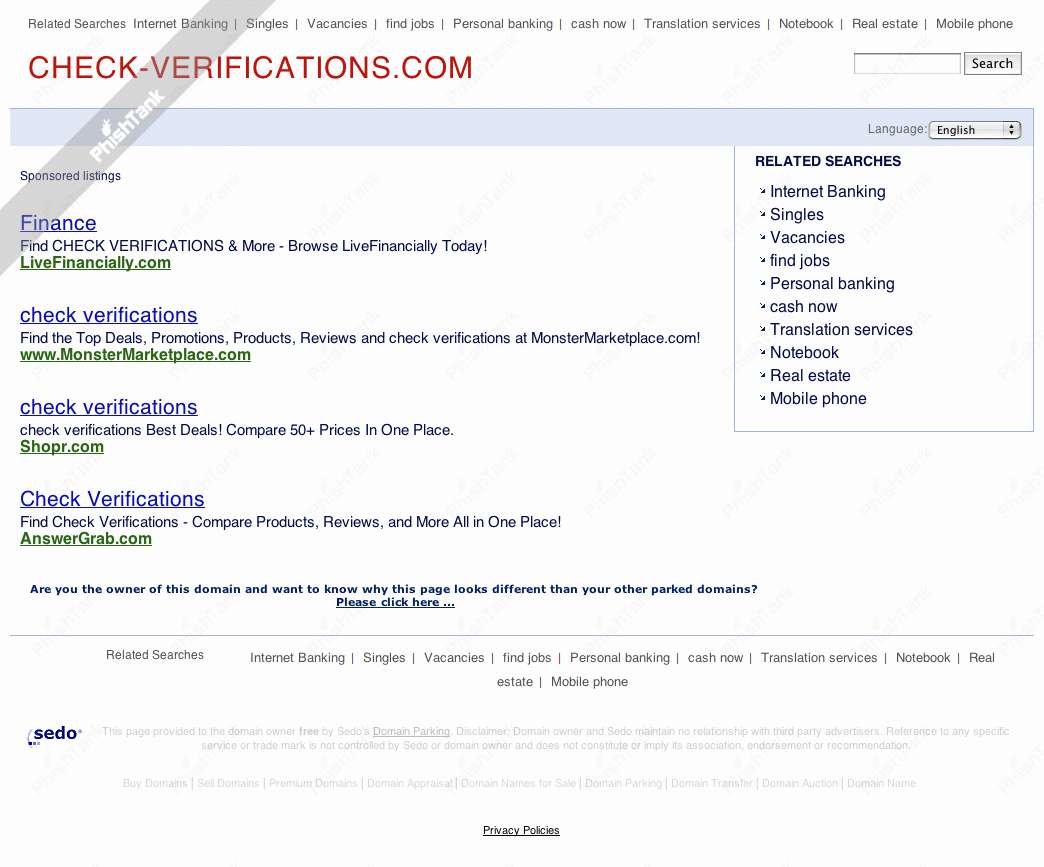 Related Searches Internet Banking | Singles | Vacancies | find jobs | Personal banking | cash now | Translation services | Notebook | Real estate | Mobile phone
CHECK-VERIFICATIONS.COM
Search
PhishTank
Language: English
Sponsored listings
Finance
Find CHECK VERIFICATIONS & More - Browse LiveFinancially Today!
LiveFinancially.com
check verifications
Find the Top Deals, Promotions, Products, Reviews and check verifications at MonsterMarketplace.com!
www.MonsterMarketplace.com
check verifications
check verifications Best Deals! Compare 50+ Prices In One Place.
Shopr.com
Check Verifications
Find Check Verifications - Compare Products, Reviews, and More All in One Place!
AnswerGrab.com
RELATED SEARCHES
Internet Banking
Singles
Vacancies
find jobs
Personal banking
cash now
Translation services
Notebook
Real estate
Mobile phone
Are you the owner of this domain and want to know why this page looks different than your other parked domains?
Please click here ...
Related Searches
Internet Banking | Singles | Vacancies | find jobs | Personal banking | cash now | Translation services | Notebook | Real
estate | Mobile phone
sedo
This page provided to the domain owner free by Sedo's Domain Parking. Disclaimer: Domain owner and Sedo maintain no relationship with third party advertisers. Reference to any specific
service or trade mark is not controlled by Sedo or domain owner and does not constitute or imply its association, endorsement or recommendation.
Buy Domains | Sell Domains | Premium Domains | Domain Appraisal | Domain Names for Sale | Domain Parking | Domain Transfer | Domain Auction | Domain Name
Privacy Policies